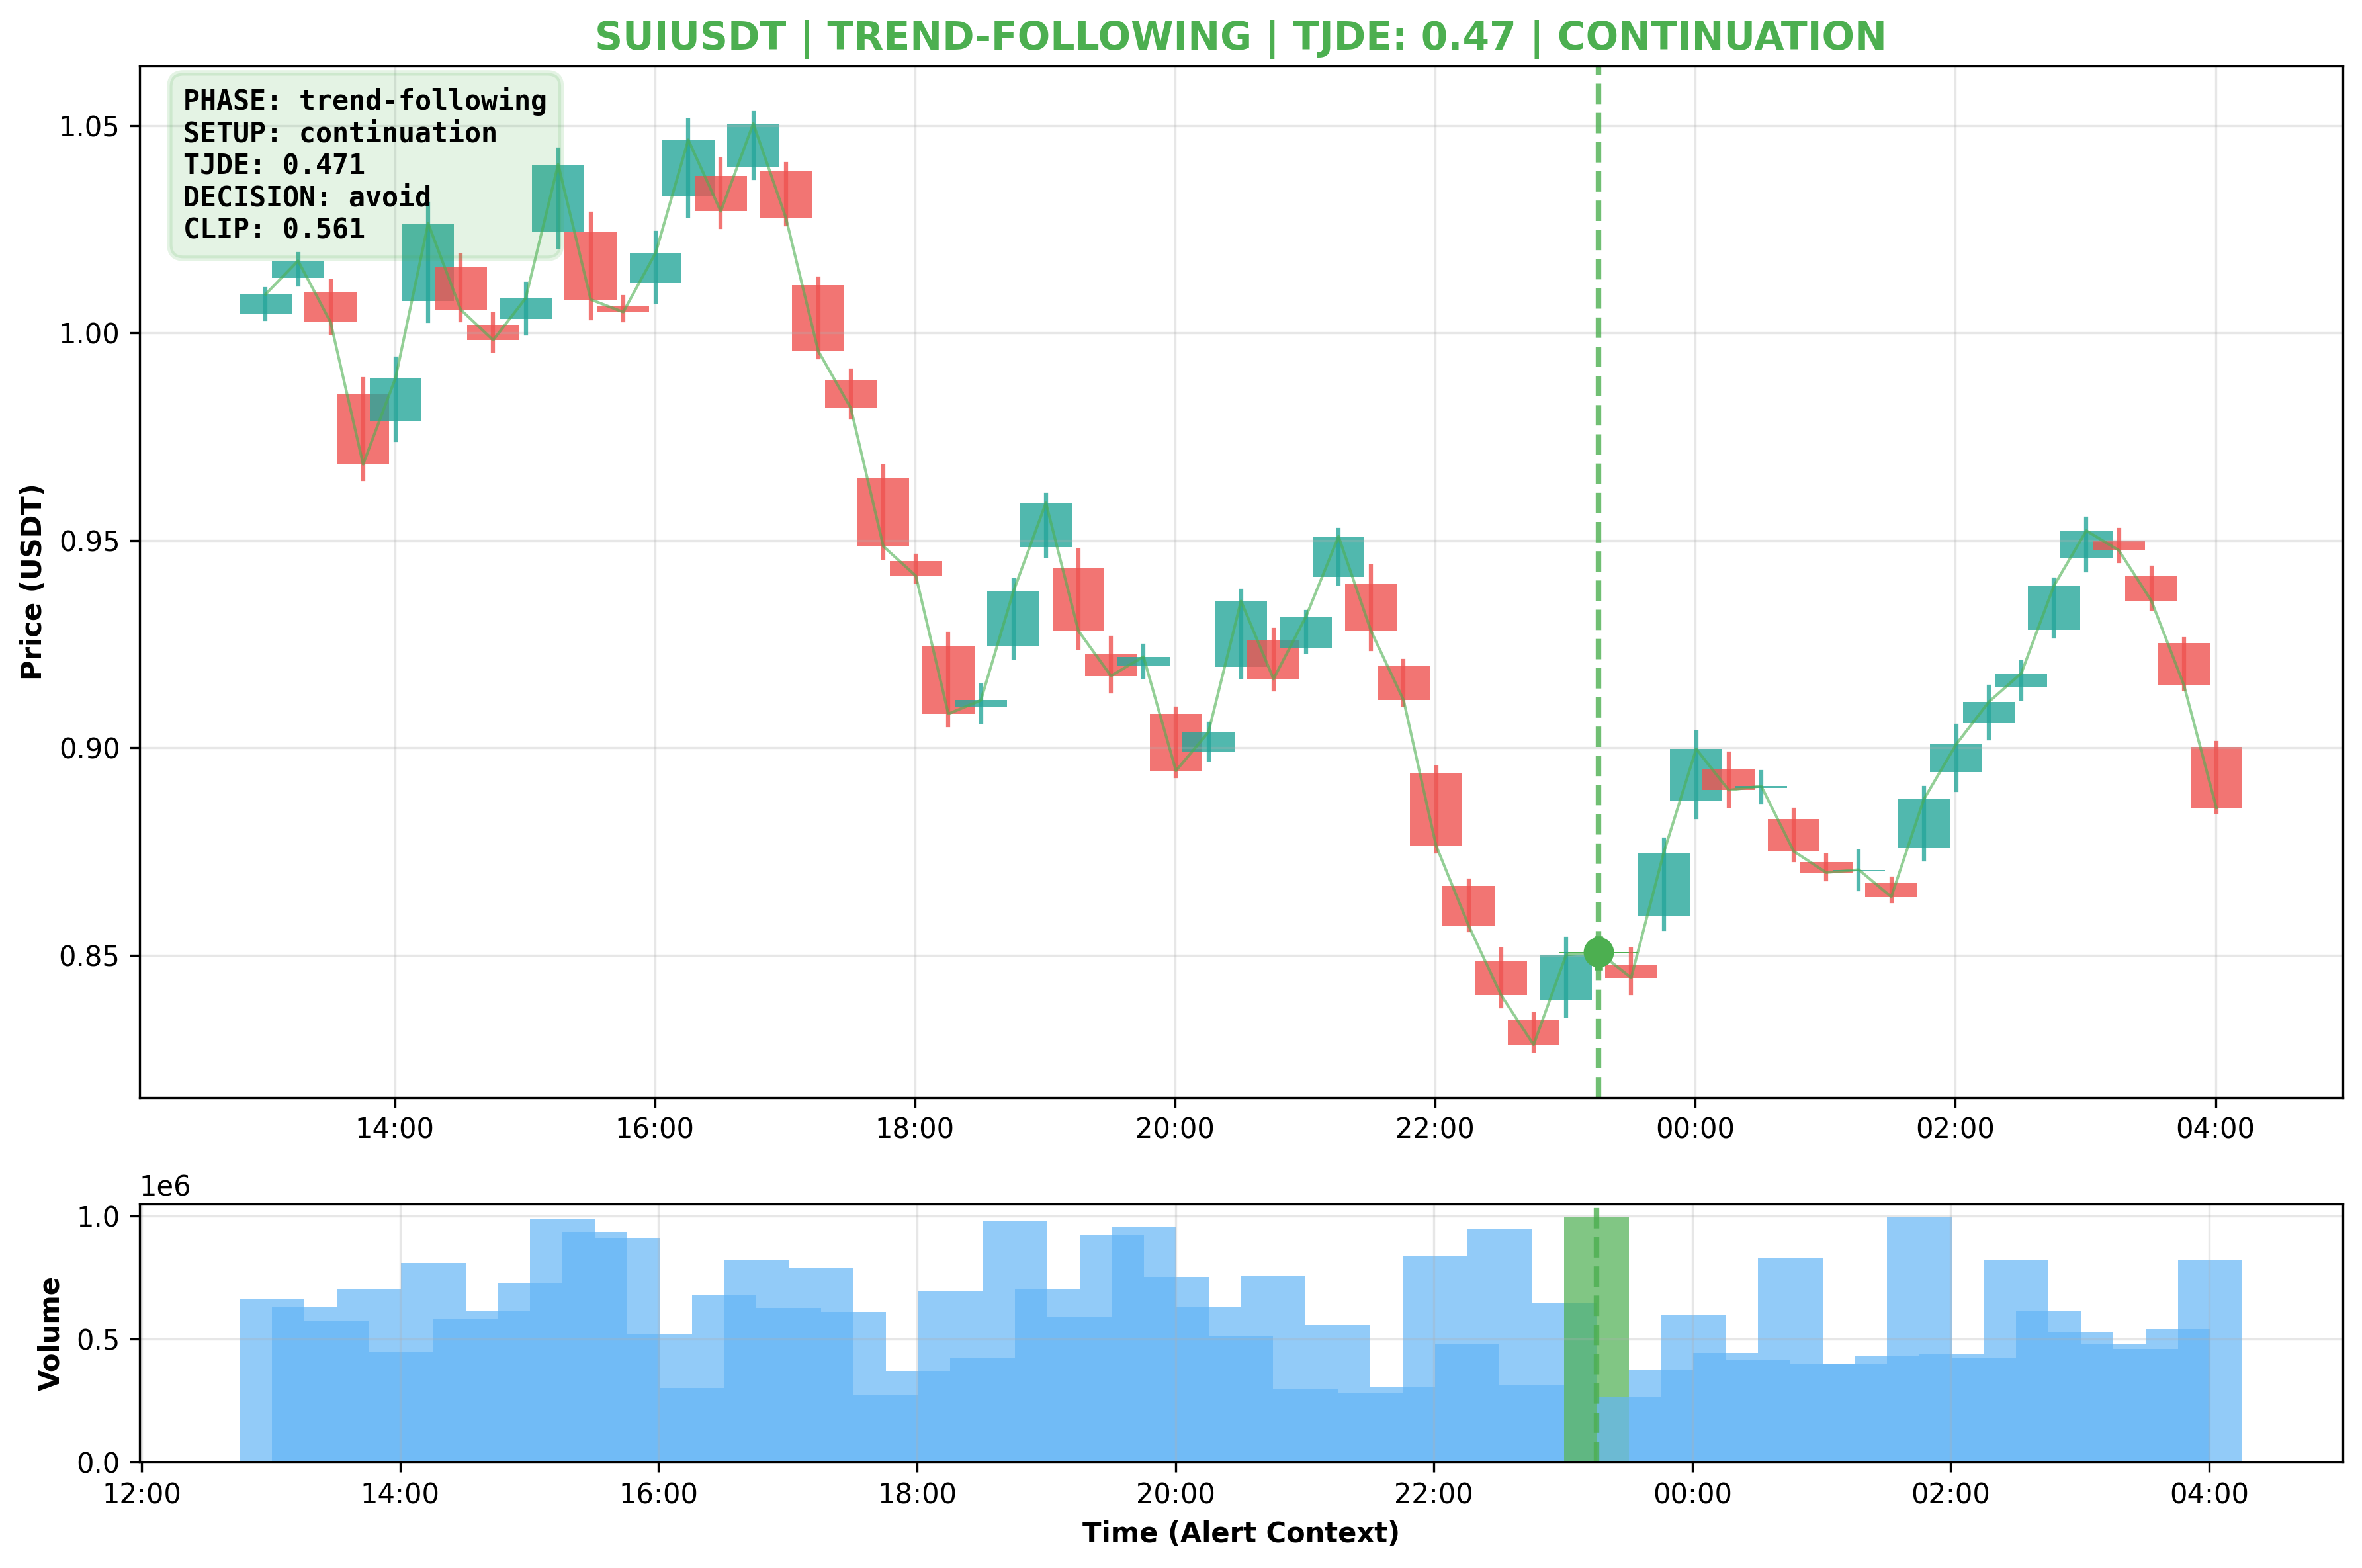 SUIUSDT | TREND-FOLLOWING | TJDE: 0.47 | CONTINUATION
PHASE: trend-following
SETUP: continuation
TJDE: 0.471
DECISION: avoid
CLIP: 0.561
Price (USDT)
1.05
1.00
0.95
0.90
0.85
14:00
16:00
18:00
20:00
22:00
00:00
02:00
04:00
1e6
Volume
1.0
0.5
0.0
12:00
14:00
16:00
18:00
20:00
22:00
00:00
02:00
04:00
Time (Alert Context)